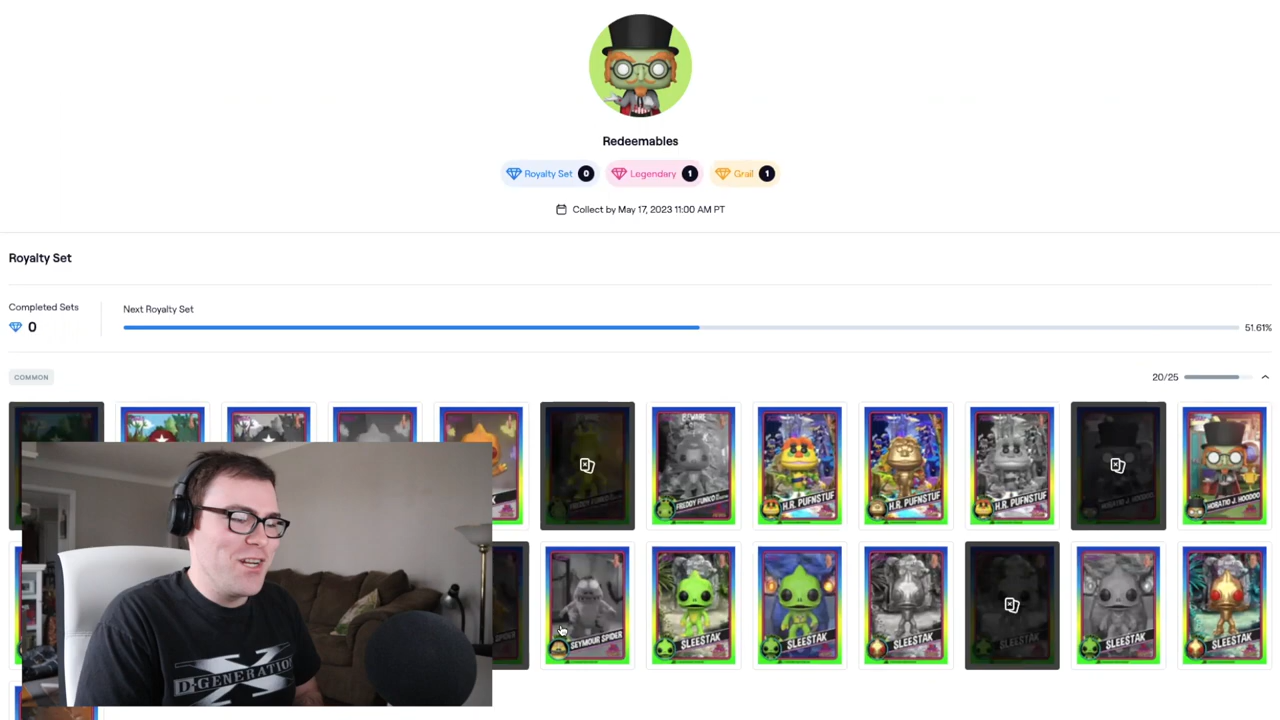 Redeemables
Royalty Set 0 Legendary 1 Grail 1
Collect by May 17, 2023 11:00 AM PT
Royalty Set
Completed Sets
0
Next Royalty Set
51.61%
COMMON
20/25
FREDDY FUNKO
H.R. PUFNSTUF
H.R. PUFNSTUF
H.R. PUFNSTUF
HORATIO J. HOODOO
SEYMOUR SPIDER
SLEESTAK
SLEESTAK
SLEESTAK
SLEESTAK
SLEESTAK
D-GENERATION
X